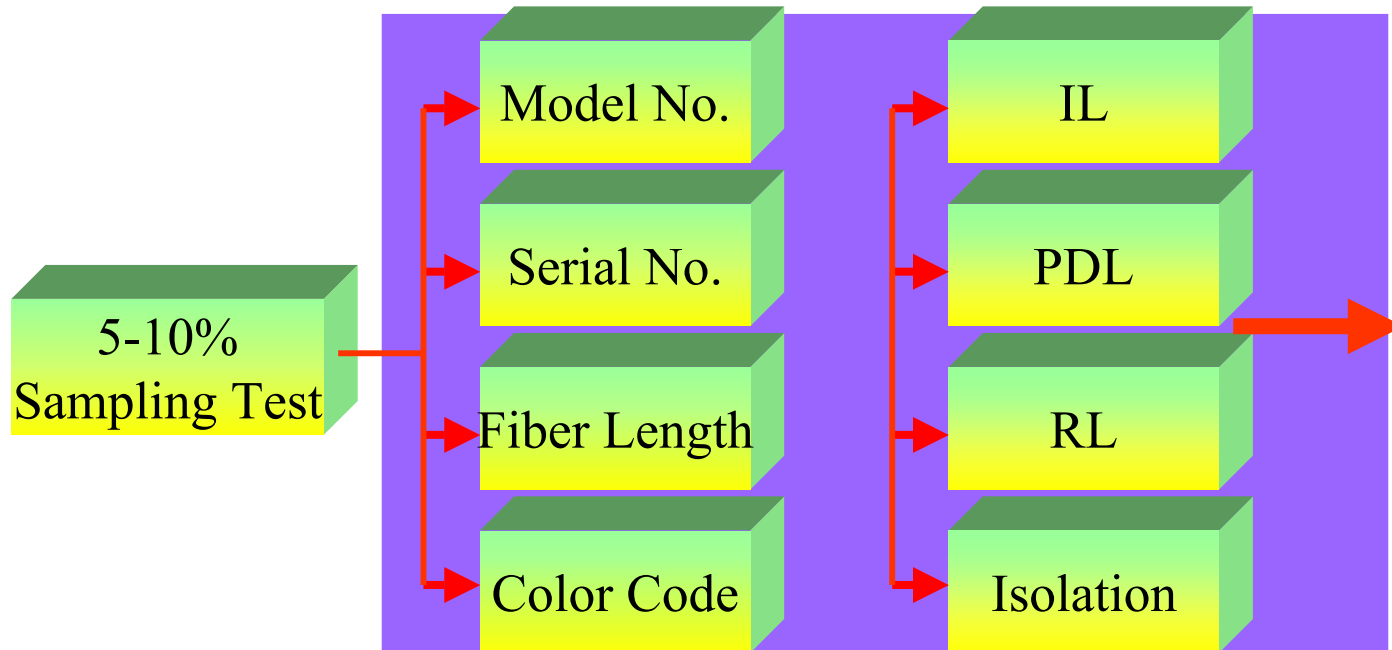 5-10%
Sampling Test
Model No.
Serial No.
Fiber Length
Color Code
IL
PDL
RL
Isolation